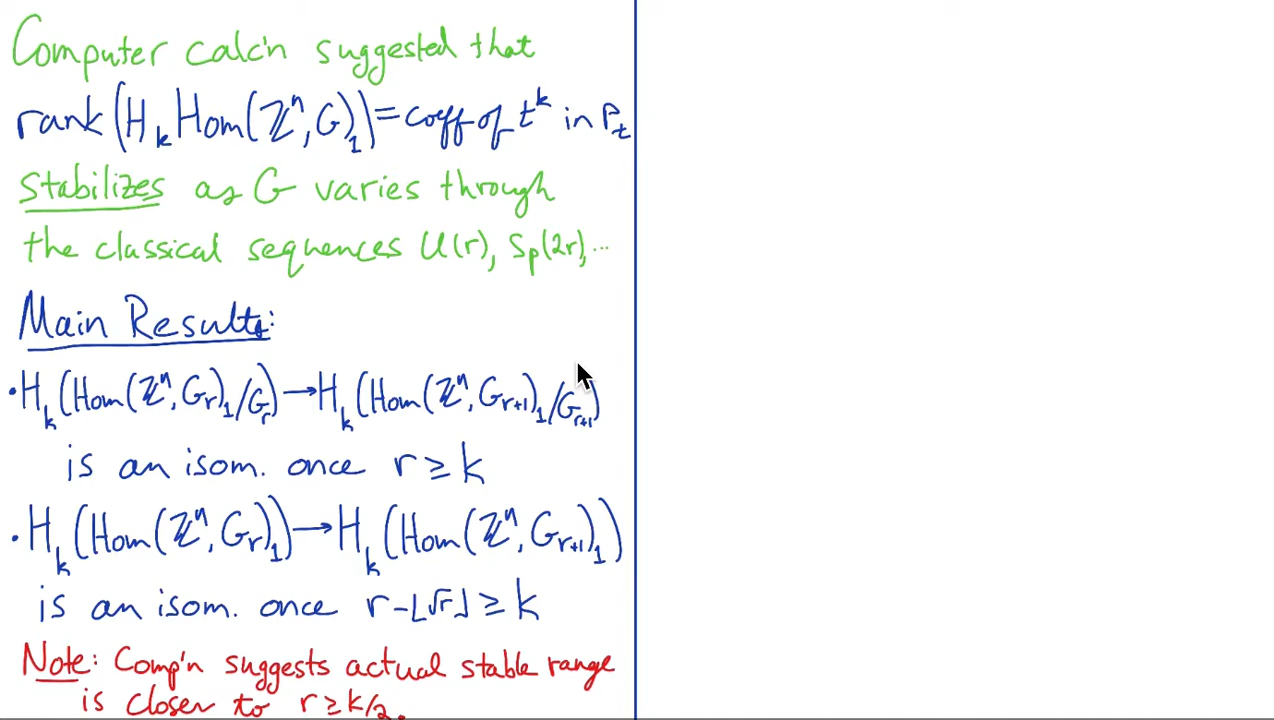 Computer calc'n suggested that
rank(H_k Hom(ℤ^n, G)_1) = coeff of t^k in P_t
Stabilizes as G varies through
the classical sequences U(r), Sp(2r), ...
Main Results:
• H_k(Hom(ℤ^n, G_r)_1/G_r) → H_k(Hom(ℤ^n, G_{r+1})_1/G_{r+1})
is an isom. once r ≥ k
• H_k(Hom(ℤ^n, G_r)_1) → H_k(Hom(ℤ^n, G_{r+1})_1)
is an isom. once r - ⌊√r⌋ ≥ k
Note: Comp'n suggests actual stable range
is closer to r ≥ k/2.